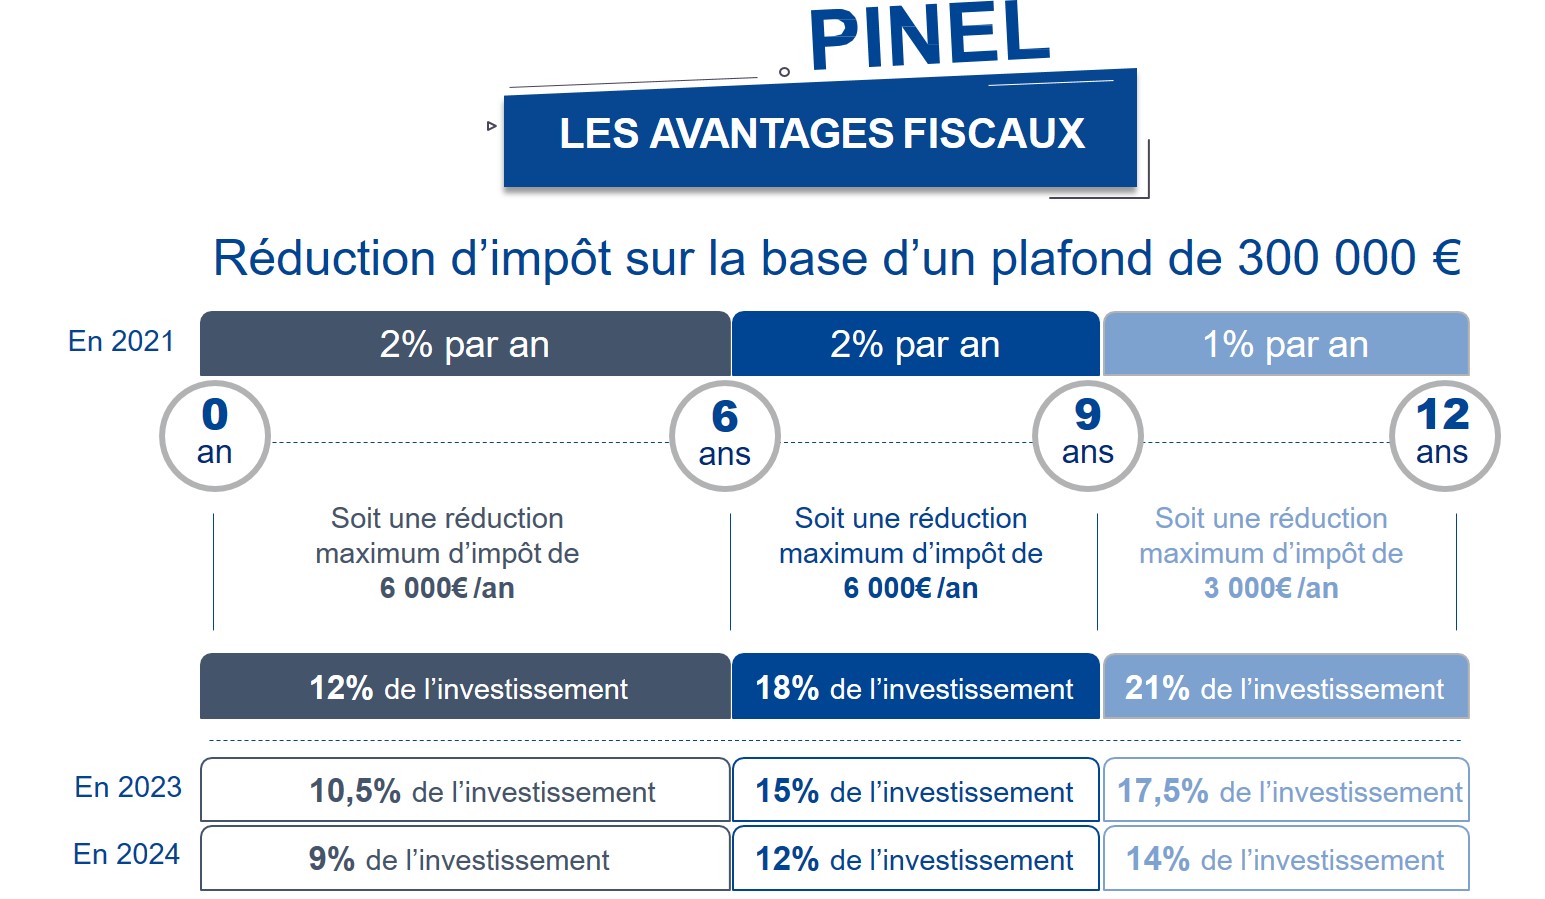 PINEL
LES AVANTAGES FISCAUX
Réduction d’impôt sur la base d’un plafond de 300 000 €
En 2021
2% par an
2% par an
1% par an
0
an
6
ans
9
ans
12
ans
Soit une réduction
maximum d’impôt de
6 000€ /an
Soit une réduction
maximum d’impôt de
6 000€ /an
Soit une réduction
maximum d’impôt de
3 000€ /an
12% de l’investissement
18% de l’investissement
21% de l’investissement
En 2023
10,5% de l’investissement
15% de l’investissement
17,5% de l’investissement
En 2024
9% de l’investissement
12% de l’investissement
14% de l’investissement